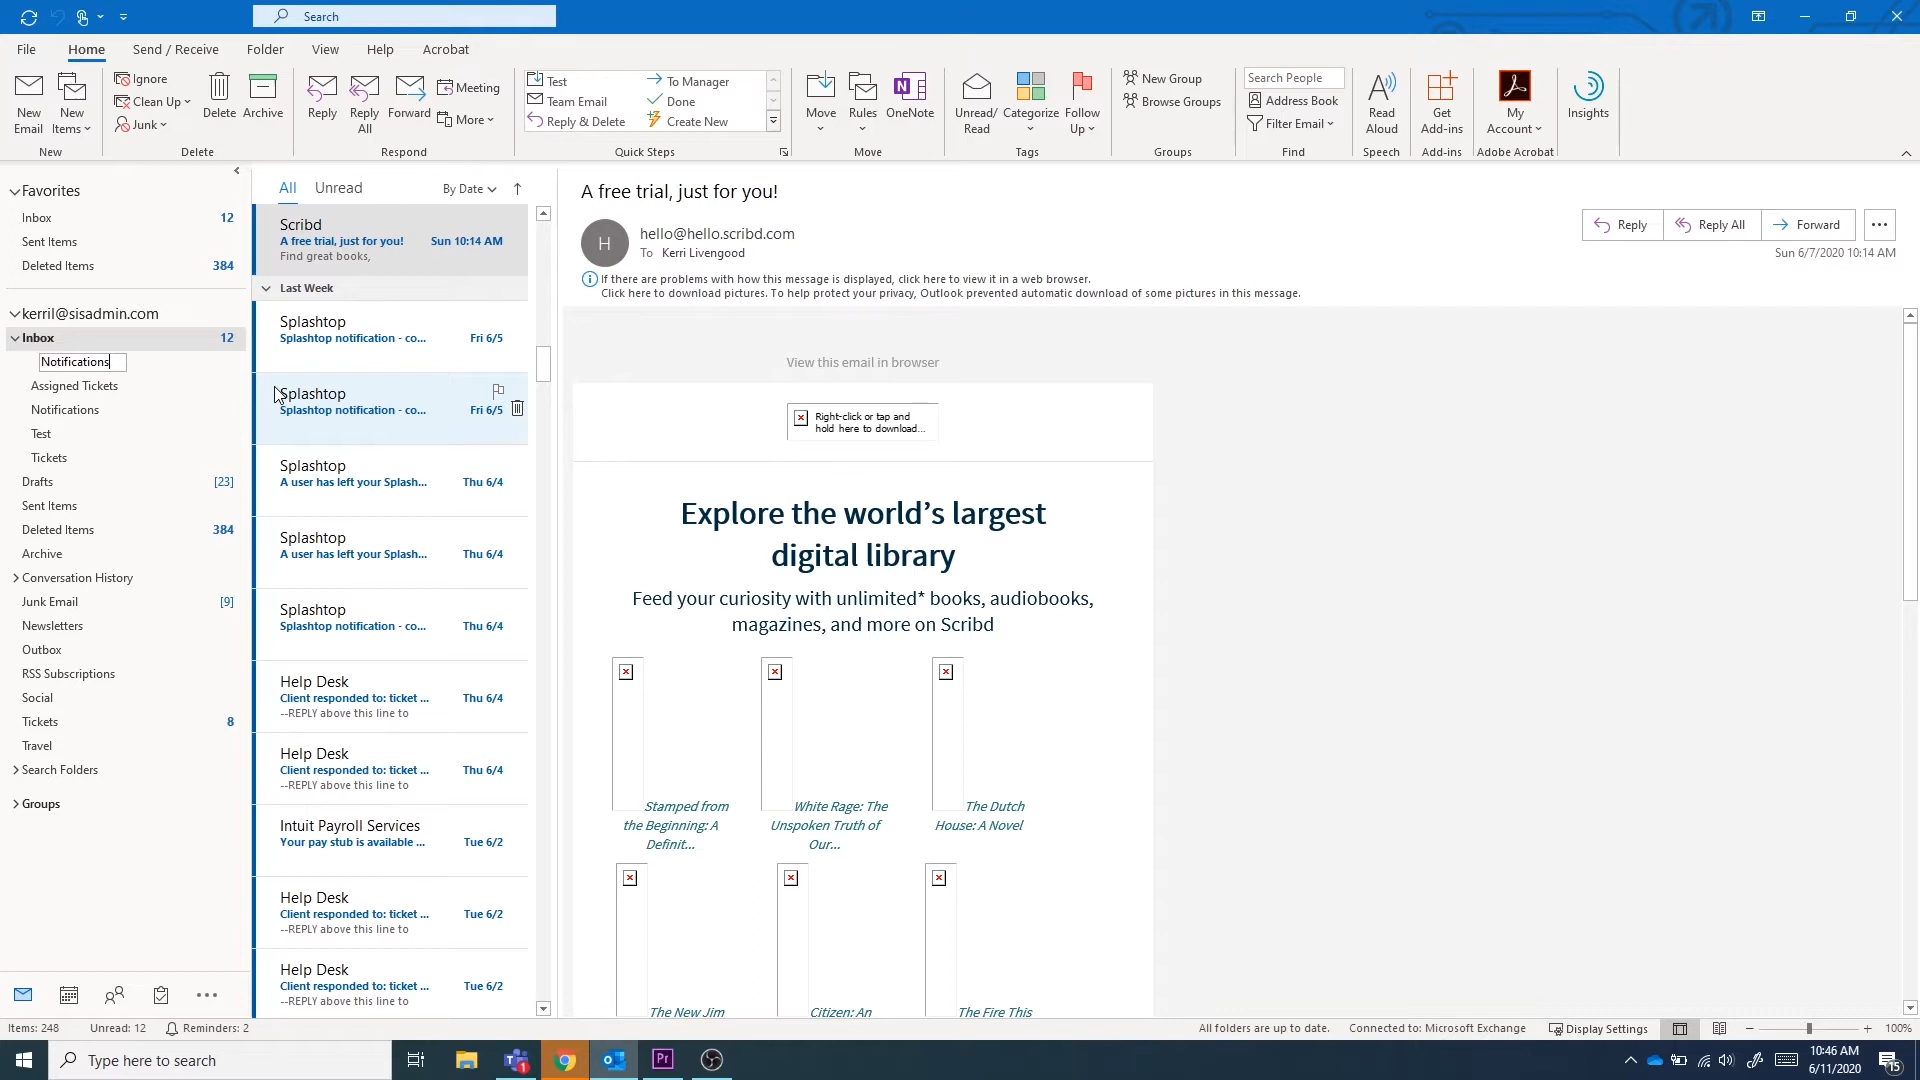 Search
File
Home
Send / Receive
Folder
View
Help
Acrobat
New Email
New Items
New
Ignore
Clean Up
Junk
Delete
Archive
Delete
Reply
Reply All
Forward
Meeting
More
Respond
Test
Team Email
Reply & Delete
To Manager
Done
Create New
Quick Steps
Move
Rules
OneNote
Move
Unread/ Read
Categorize
Follow Up
Tags
New Group
Browse Groups
Groups
Search People
Address Book
Filter Email
Find
Read Aloud
Speech
Get Add-ins
Add-ins
My Account
Adobe Acrobat
Insights
Favorites
Inbox 12
Sent Items
Deleted Items 384
kerril@sisadmin.com
Inbox 12
Notifications
Assigned Tickets
Notifications
Test
Tickets
Drafts [23]
Sent Items
Deleted Items 384
Archive
Conversation History
Junk Email [9]
Newsletters
Outbox
RSS Subscriptions
Social
Tickets 8
Travel
Search Folders
Groups
All Unread By Date
Scribd
A free trial, just for you! Sun 10:14 AM
Find great books,
Last Week
Splashtop
Splashtop notification - co... Fri 6/5
Splashtop
Splashtop notification - co... Fri 6/5
Splashtop
A user has left your Splash... Thu 6/4
Splashtop
A user has left your Splash... Thu 6/4
Splashtop
Splashtop notification - co... Thu 6/4
Help Desk
Client responded to: ticket ... Thu 6/4
--REPLY above this line to
Help Desk
Client responded to: ticket ... Thu 6/4
--REPLY above this line to
Intuit Payroll Services
Your pay stub is available ... Tue 6/2
Help Desk
Client responded to: ticket ... Tue 6/2
--REPLY above this line to
Help Desk
Client responded to: ticket ... Tue 6/2
--REPLY above this line to
A free trial, just for you!
H
hello@hello.scribd.com
To Kerri Livengood
Reply
Reply All
Forward
Sun 6/7/2020 10:14 AM
If there are problems with how this message is displayed, click here to view it in a web browser.
Click here to download pictures. To help protect your privacy, Outlook prevented automatic download of some pictures in this message.
View this email in browser
Right-click or tap and
hold here to download...
Explore the world's largest
digital library
Feed your curiosity with unlimited* books, audiobooks,
magazines, and more on Scribd
Stamped from
the Beginning: A
Definit...
White Rage: The
Unspoken Truth of
Our...
The Dutch
House: A Novel
The New Jim
Citizen: An
The Fire This
Items: 248 Unread: 12 Reminders: 2
All folders are up to date. Connected to: Microsoft Exchange Display Settings 100%
Type here to search
1
Pr
10:46 AM
6/11/2020
15